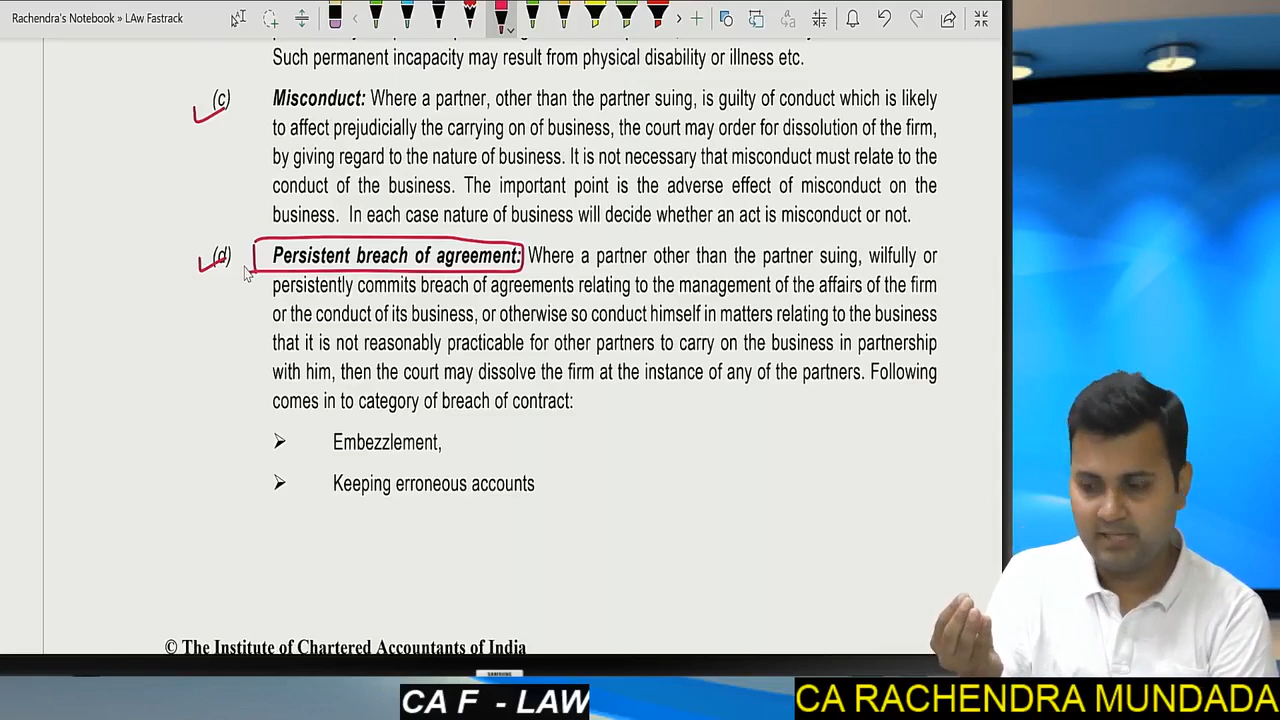 Rachendra's Notebook » LAw Fastrack
Such permanent incapacity may result from physical disability or illness etc.
(c) Misconduct: Where a partner, other than the partner suing, is guilty of conduct which is likely
to affect prejudicially the carrying on of business, the court may order for dissolution of the firm,
by giving regard to the nature of business. It is not necessary that misconduct must relate to the
conduct of the business. The important point is the adverse effect of misconduct on the
business. In each case nature of business will decide whether an act is misconduct or not.
(d) Persistent breach of agreement: Where a partner other than the partner suing, wilfully or
persistently commits breach of agreements relating to the management of the affairs of the firm
or the conduct of its business, or otherwise so conduct himself in matters relating to the business
that it is not reasonably practicable for other partners to carry on the business in partnership
with him, then the court may dissolve the firm at the instance of any of the partners. Following
comes in to category of breach of contract:
Embezzlement,
Keeping erroneous accounts
© The Institute of Chartered Accountants of India
SAMSUNG
CA F - LAW
CA RACHENDRA MUNDADA